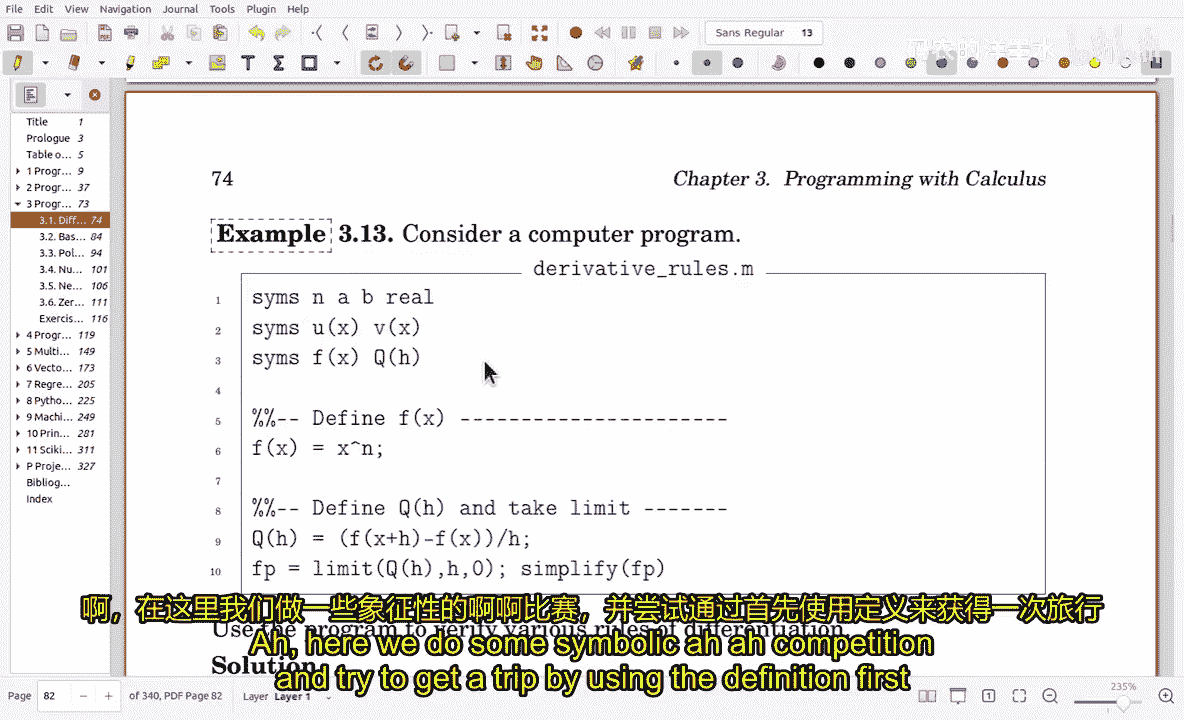 File Edit View Navigation Journal Tools Plugin Help
Sans Regular 13
Title 1
Prologue 3
Table o... 5
1 Progr... 9
2 Progr... 37
3 Progr... 73
3.1. Diff... 74
3.2. Bas... 84
3.3. Pol... 94
3.4. Nu... 101
3.5. Ne... 106
3.6. Zer... 111
Exercis... 116
4 Progr... 119
5 Multi... 149
6 Vecto... 173
7 Regre... 205
8 Pytho... 225
9 Machi... 249
10 Prin... 281
11 Sciki... 311
P Proje... 327
Bibliog...
Index
74 Chapter 3. Programming with Calculus
Example 3.13. Consider a computer program.
derivative_rules.m
1 syms n a b real
2 syms u(x) v(x)
3 syms f(x) Q(h)
4
5 %%-- Define f(x) ----------------------
6 f(x) = x^n;
7
8 %%-- Define Q(h) and take limit -------
9 Q(h) = (f(x+h)-f(x))/h;
10 fp = limit(Q(h),h,0); simplify(fp)
Use the program to verify various rules of differentiation.
Solution.
啊，在这里我们做一些象征性的啊啊比赛，并尝试通过首先使用定义来获得一次旅行
Ah, here we do some symbolic ah ah competition
and try to get a trip by using the definition first
Page 82 of 340, PDF Page 82 Layer Layer 1 235%